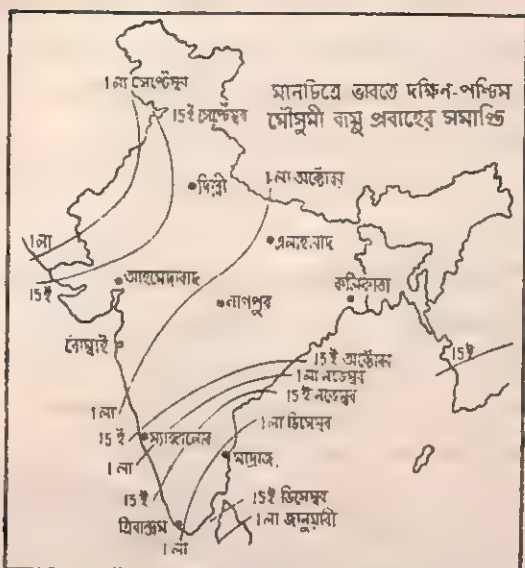 মানচিত্রে ভারতে দক্ষিণ-পশ্চিম
মৌসুমী বায়ু প্রবাহের সমাপ্তি
1লা সেপ্টেম্বর
15ই সেপ্টেম্বর
দিল্লী
1লা অক্টোবর
এলাহাবাদ
1লা
15ই
আহমেদাবাদ
নাগপুর
কলিকাতা
বোম্বাই
15ই অক্টোবর
15ই
1লা নভেম্বর
15ই নভেম্বর
1লা
1লা ডিসেম্বর
15ই
ম্যাঙ্গালোর
1লা
মাদ্রাজ
15ই
15ই ডিসেম্বর
1লা জানুয়ারী
ত্রিবান্দ্রম
1লা